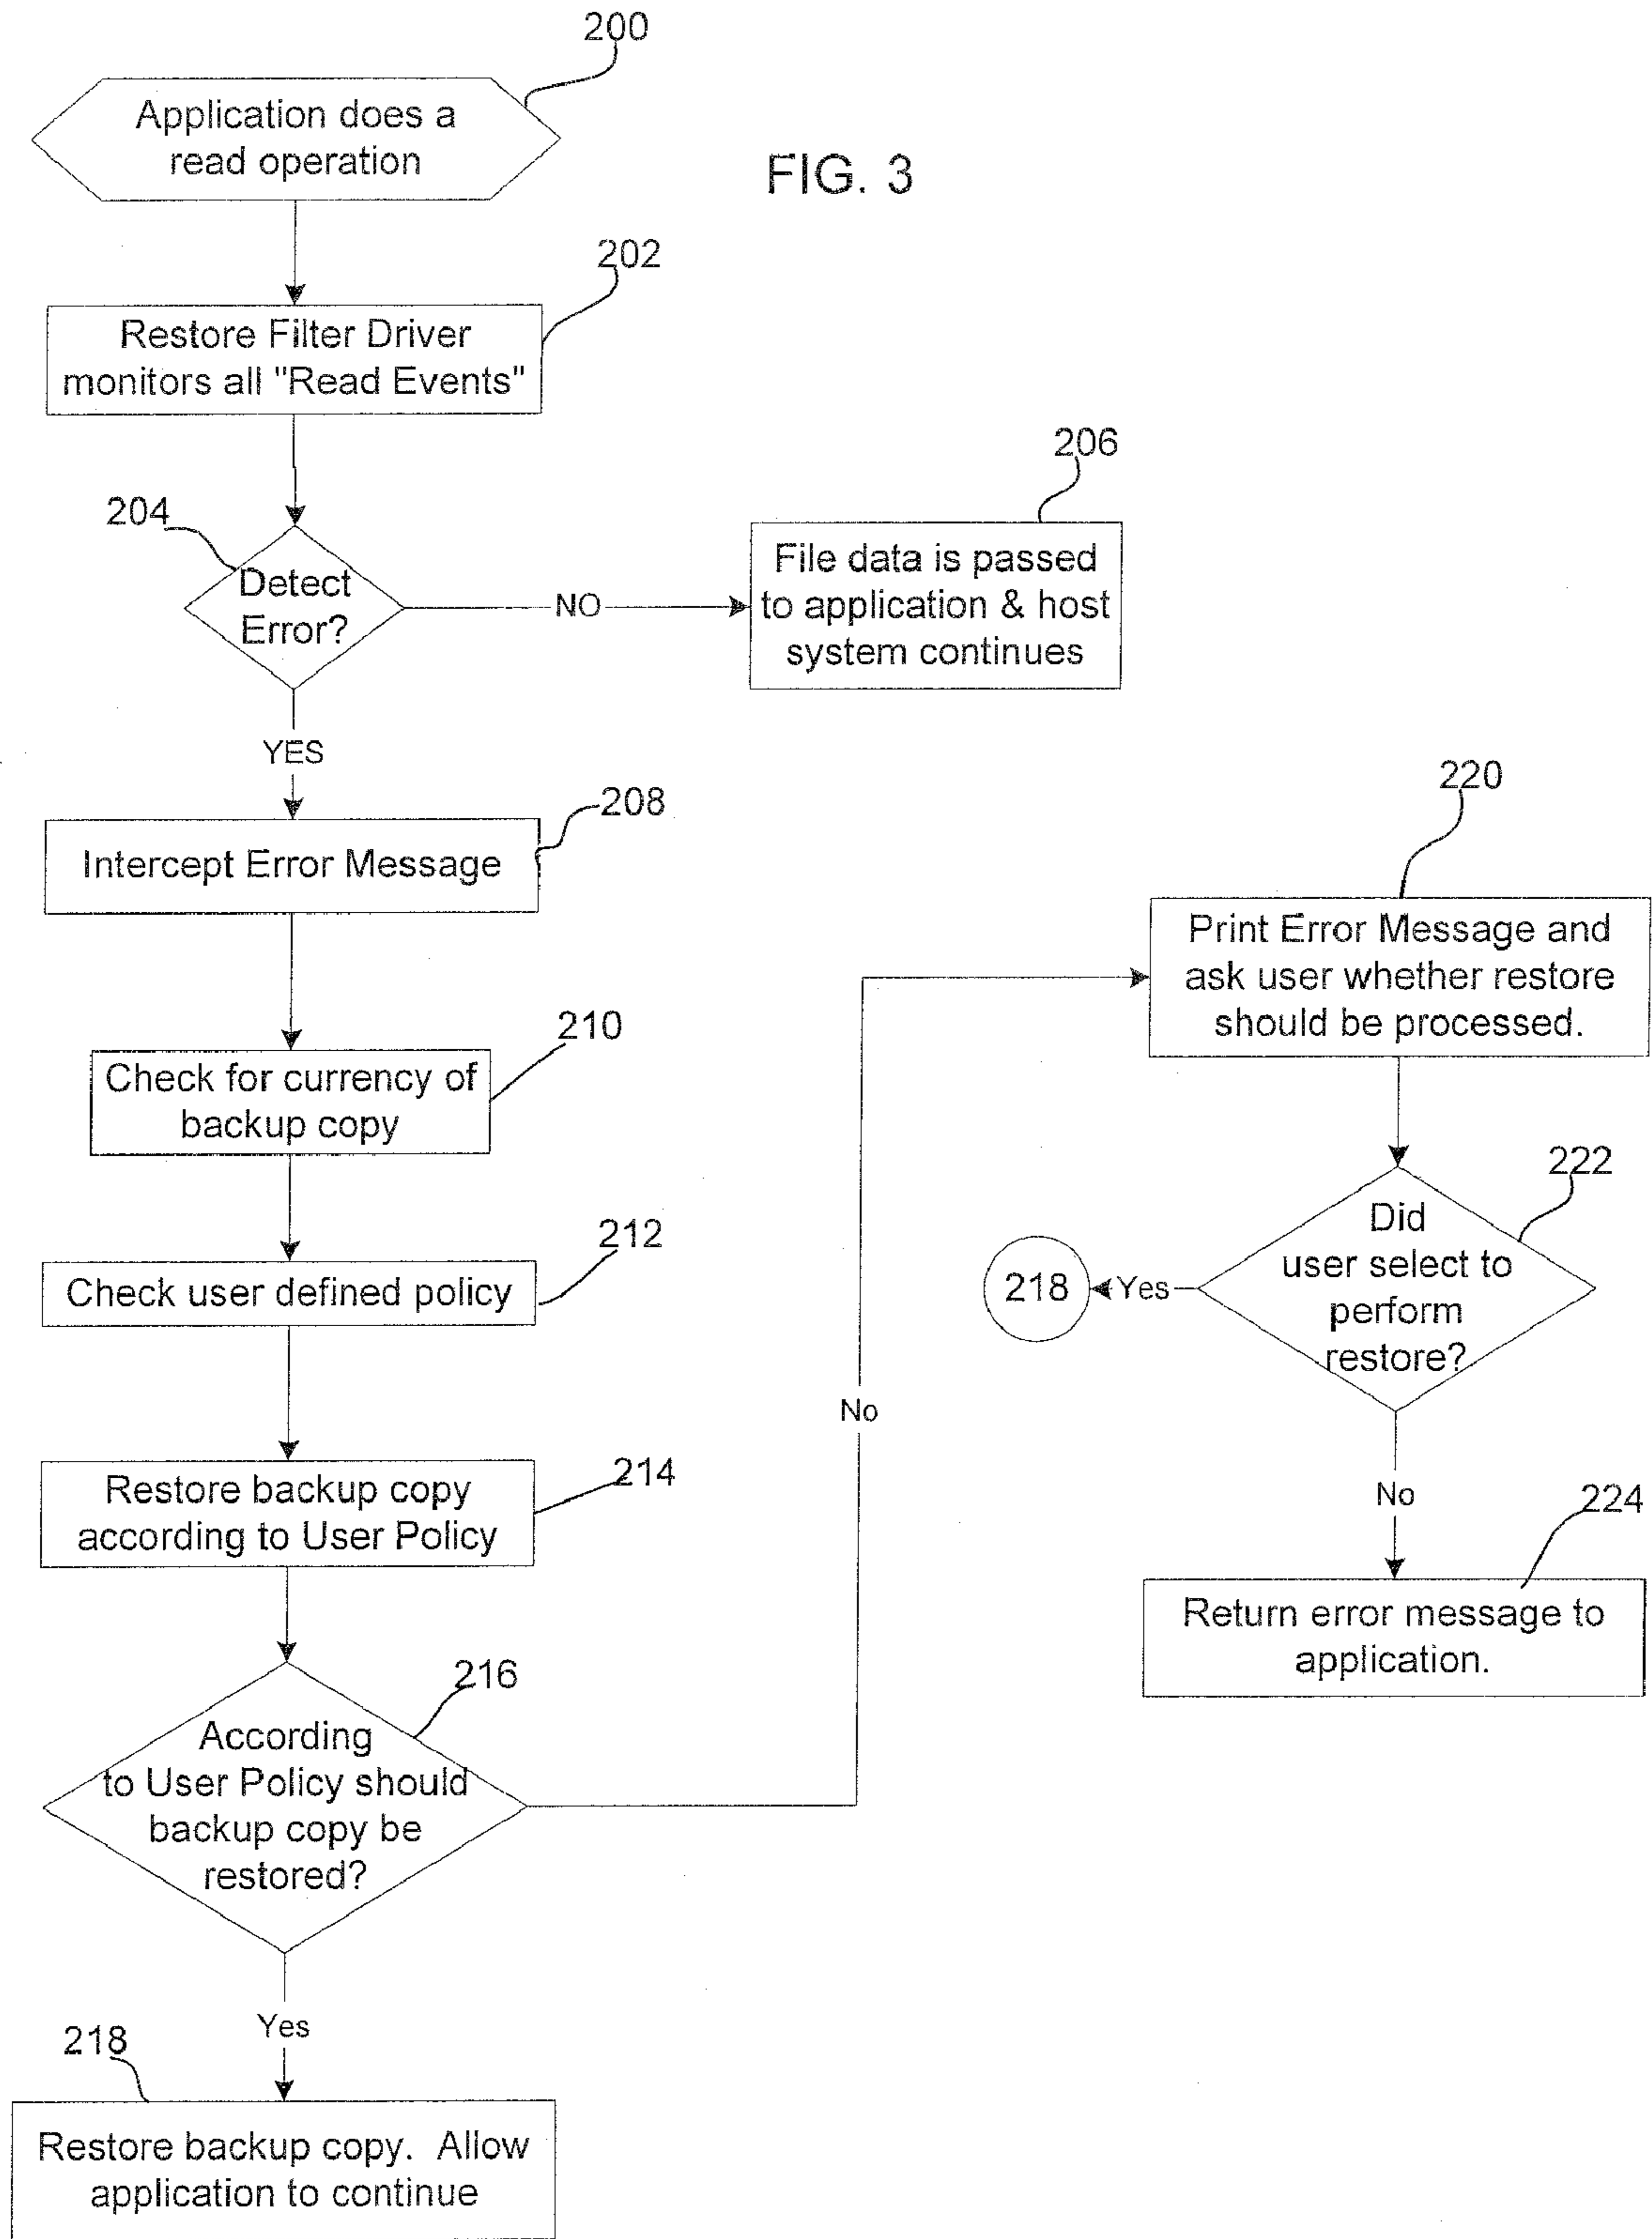 200
Application does a
read operation
FIG. 3
202
Restore Filter Driver
monitors all "Read Events"
204
Detect
Error?
NO
206
File data is passed
to application & host
system continues
YES
208
Intercept Error Message
210
Check for currency of
backup copy
212
Check user defined policy
214
Restore backup copy
according to User Policy
216
According
to User Policy should
backup copy be
restored?
No
Yes
218
Restore backup copy. Allow
application to continue
220
Print Error Message and
ask user whether restore
should be processed.
222
Did
user select to
perform
restore?
Yes
218
No
224
Return error message to
application.